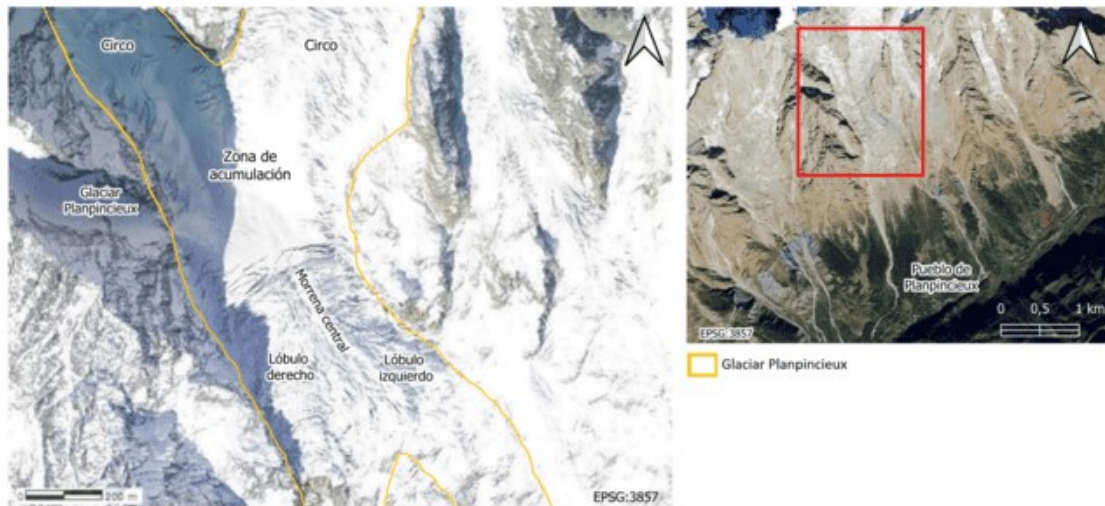 Circo
Circo
Zona de
acumulación
Glaciar
Planpincieux
Morrena central
Lóbulo
derecho
Lóbulo
izquierdo
0 200 m
EPSG:3857
Pueblo de
Planpincieux
0 0,5 1 km
EPSG:3857
Glaciar Planpincieux